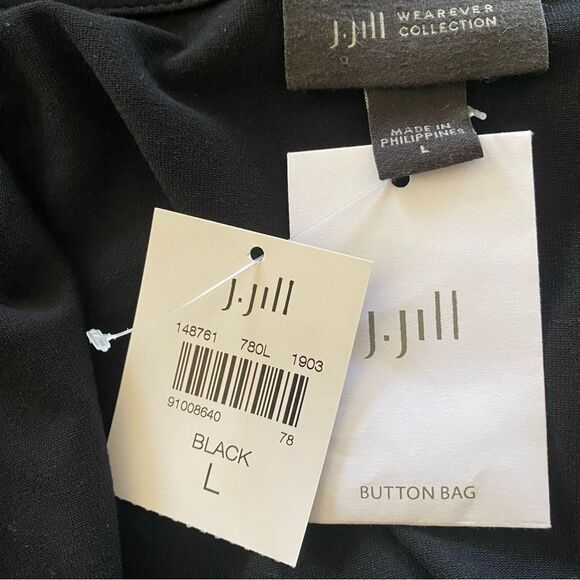 J.Jill WEAREVER
COLLECTION
MADE IN
PHILIPPINES
L
J.Jill
148761 780L 1903
91008640 78
BLACK
L
J.Jill
BUTTON BAG